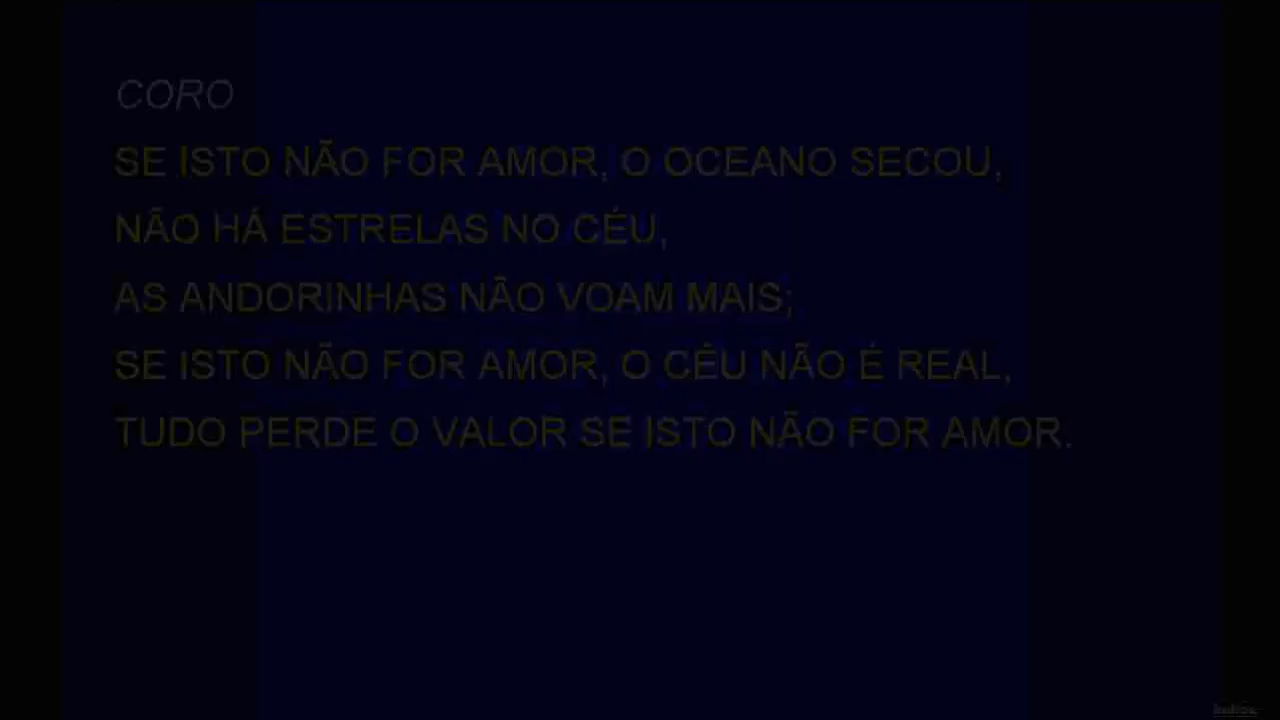 CORO
SE ISTO NÃO FOR AMOR, O OCEANO SECOU,
NÃO HÁ ESTRELAS NO CÉU,
AS ANDORINHAS NÃO VOAM MAIS;
SE ISTO NÃO FOR AMOR, O CÉU NÃO É REAL,
TUDO PERDE O VALOR SE ISTO NÃO FOR AMOR.